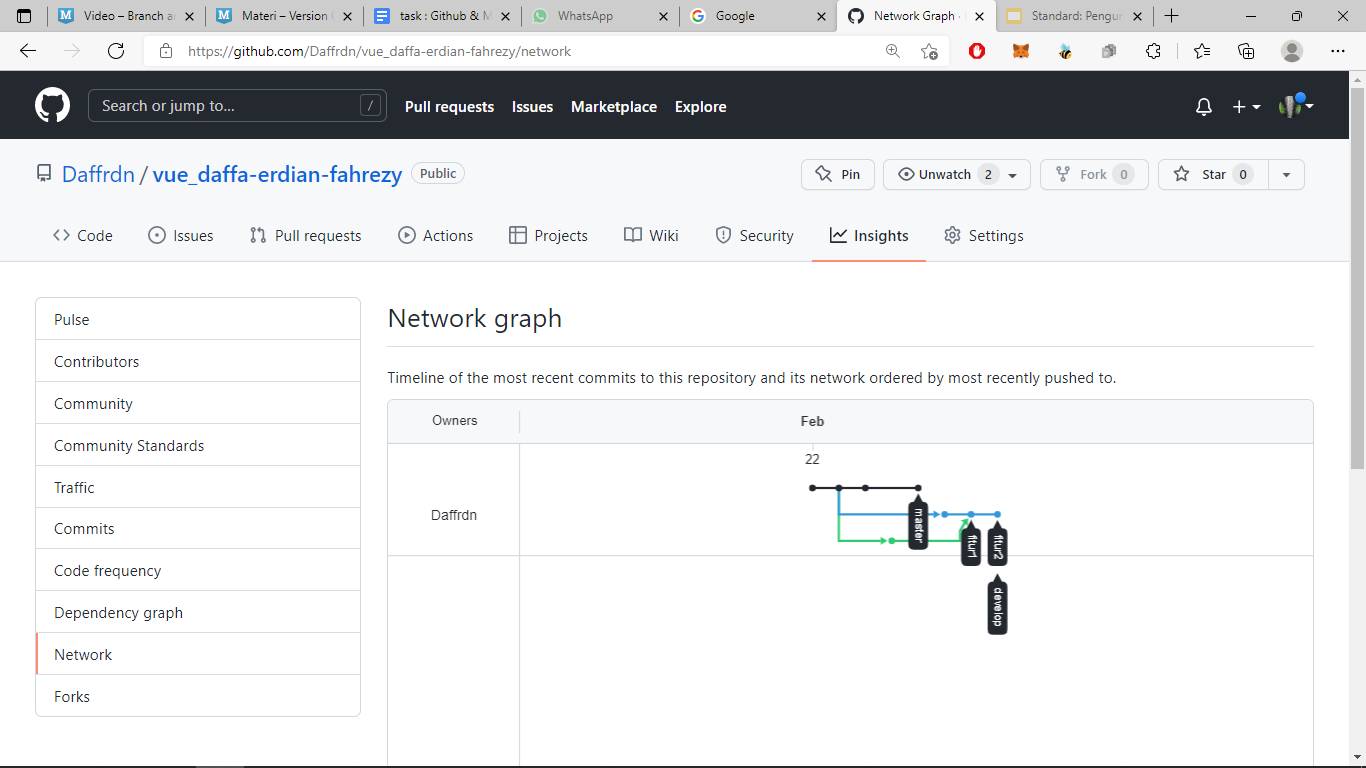 Video – Branch a
Materi – Version
task : Github & M
WhatsApp
Google
Network Graph
Standard: Pengur
https://github.com/Daffrdn/vue_daffa-erdian-fahrezy/network
Search or jump to... /
Pull requests Issues Marketplace Explore
Daffrdn / vue_daffa-erdian-fahrezy Public
Pin Unwatch 2 Fork 0 Star 0
Code Issues Pull requests Actions Projects Wiki Security Insights Settings
Pulse
Contributors
Community
Community Standards
Traffic
Commits
Code frequency
Dependency graph
Network
Forks
Network graph
Timeline of the most recent commits to this repository and its network ordered by most recently pushed to.
Owners Feb
22
Daffrdn
master
fitur1
fitur2
develop